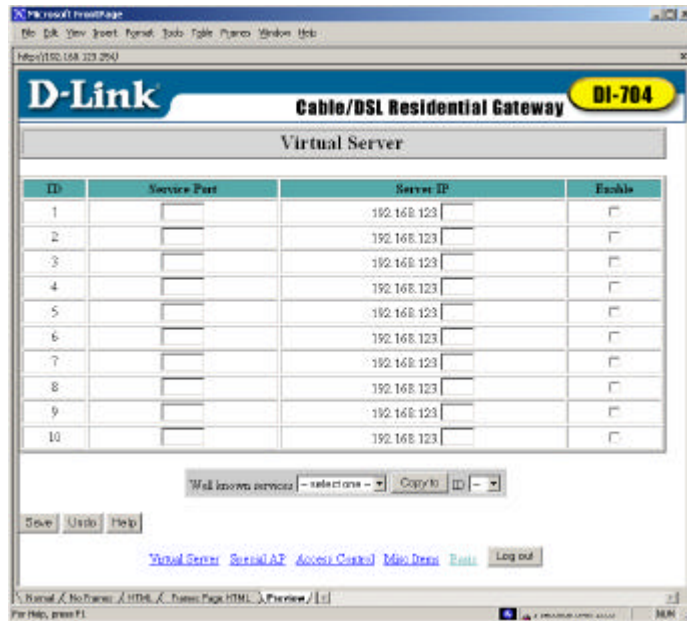 Microsoft FrontPage
File Edit View Insert Format Tools Table Frames Window Help
http://192.168.123.254/
D-Link
Cable/DSL Residential Gateway
DI-704
Virtual Server
ID Service Port Server IP Enable
1 192.168.123.
2 192.168.123.
3 192.168.123.
4 192.168.123.
5 192.168.123.
6 192.168.123.
7 192.168.123.
8 192.168.123.
9 192.168.123.
10 192.168.123.
Well known services -- select one -- Copy to ID --
Save Undo Help
Virtual Server Special AP Access Control Misc Items Basic Log out
Normal No Frames HTML Frames Page HTML Preview
For Help, press F1 NUM